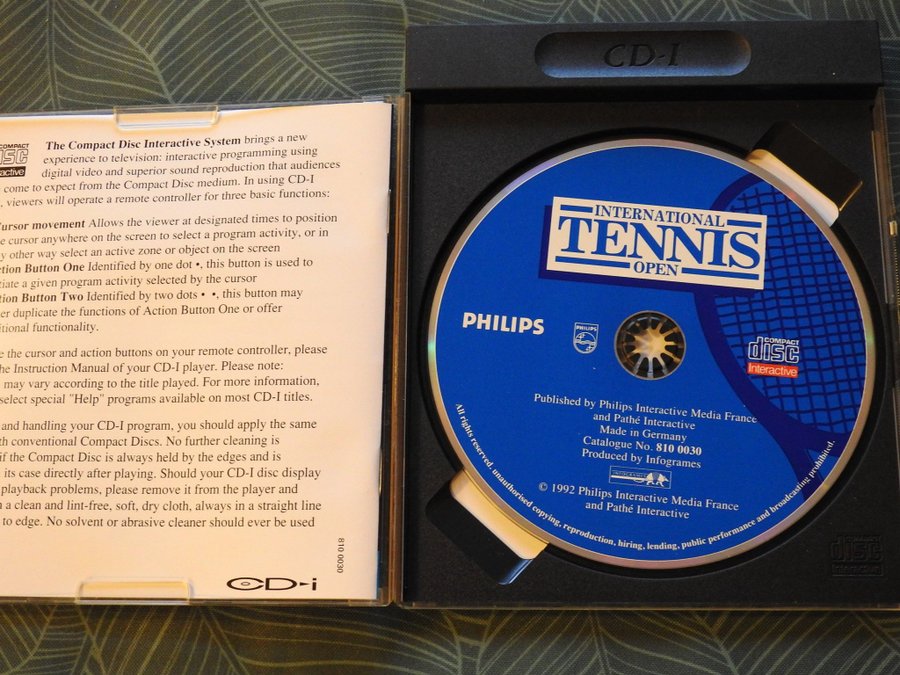 COMPACT
disc
Interactive
The Compact Disc Interactive System brings a new
experience to television: interactive programming using
digital video and superior sound reproduction that audiences
come to expect from the Compact Disc medium. In using CD-I
, viewers will operate a remote controller for three basic functions:
Cursor movement Allows the viewer at designated times to position
e cursor anywhere on the screen to select a program activity, or in
y other way select an active zone or object on the screen
ction Button One Identified by one dot •, this button is used to
tiate a given program activity selected by the cursor
tion Button Two Identified by two dots • •, this button may
er duplicate the functions of Action Button One or offer
itional functionality.
e the cursor and action buttons on your remote controller, please
he Instruction Manual of your CD-I player. Please note:
may vary according to the title played. For more information,
select special "Help" programs available on most CD-I titles.
and handling your CD-I program, you should apply the same
th conventional Compact Discs. No further cleaning is
if the Compact Disc is always held by the edges and is
its case directly after playing. Should your CD-I disc display
playback problems, please remove it from the player and
h a clean and lint-free, soft, dry cloth, always in a straight line
to edge. No solvent or abrasive cleaner should ever be used
810 0030
CD-i
CD-I
INTERNATIONAL
TENNIS
OPEN
PHILIPS
PHILIPS
COMPACT
disc
Interactive
Published by Philips Interactive Media France
and Pathé Interactive
Made in Germany
Catalogue No. 810 0030
Produced by Infogrames
INFOGRAMES
© 1992 Philips Interactive Media France
and Pathé Interactive
All rights reserved. unauthorised copying, reproduction, hiring, lending, public performance and broadcasting prohibited.
COMPACT
disc
Interactive